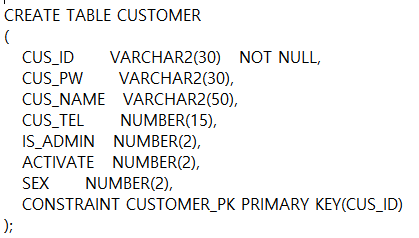 CREATE TABLE CUSTOMER
(
CUS_ID VARCHAR2(30) NOT NULL,
CUS_PW VARCHAR2(30),
CUS_NAME VARCHAR2(50),
CUS_TEL NUMBER(15),
IS_ADMIN NUMBER(2),
ACTIVATE NUMBER(2),
SEX NUMBER(2),
CONSTRAINT CUSTOMER_PK PRIMARY KEY(CUS_ID)
);